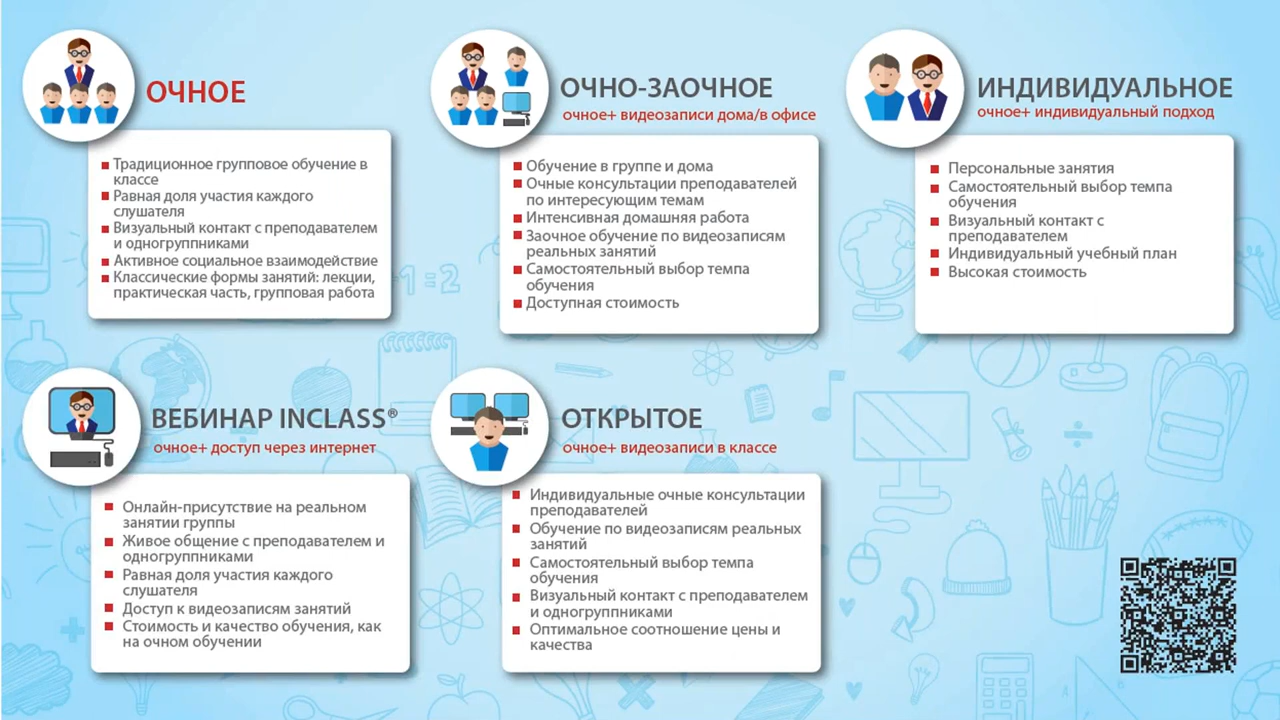 ОЧНОЕ
Традиционное групповое обучение в
классе
Равная доля участия каждого
слушателя
Визуальный контакт с преподавателем
и одногруппниками
Активное социальное взаимодействие
Классические формы занятий: лекции,
практическая часть, групповая работа
ОЧНО-ЗАОЧНОЕ
очное+ видеозаписи дома/в офисе
Обучение в группе и дома
Очные консультации преподавателей
по интересующим темам
Интенсивная домашняя работа
Заочное обучение по видеозаписям
реальных занятий
Самостоятельный выбор темпа
обучения
Доступная стоимость
ИНДИВИДУАЛЬНОЕ
очное+ индивидуальный подход
Персональные занятия
Самостоятельный выбор темпа
обучения
Визуальный контакт с
преподавателем
Индивидуальный учебный план
Высокая стоимость
ВЕБИНАР INCLASS®
очное+ доступ через интернет
Онлайн-присутствие на реальном
занятии группы
Живое общение с преподавателем и
одногруппниками
Равная доля участия каждого
слушателя
Доступ к видеозаписям занятий
Стоимость и качество обучения, как
на очном обучении
ОТКРЫТОЕ
очное+ видеозаписи в классе
Индивидуальные очные консультации
преподавателей
Обучение по видеозаписям реальных
занятий
Самостоятельный выбор темпа
обучения
Визуальный контакт с преподавателем
и одногруппниками
Оптимальное соотношение цены и
качества